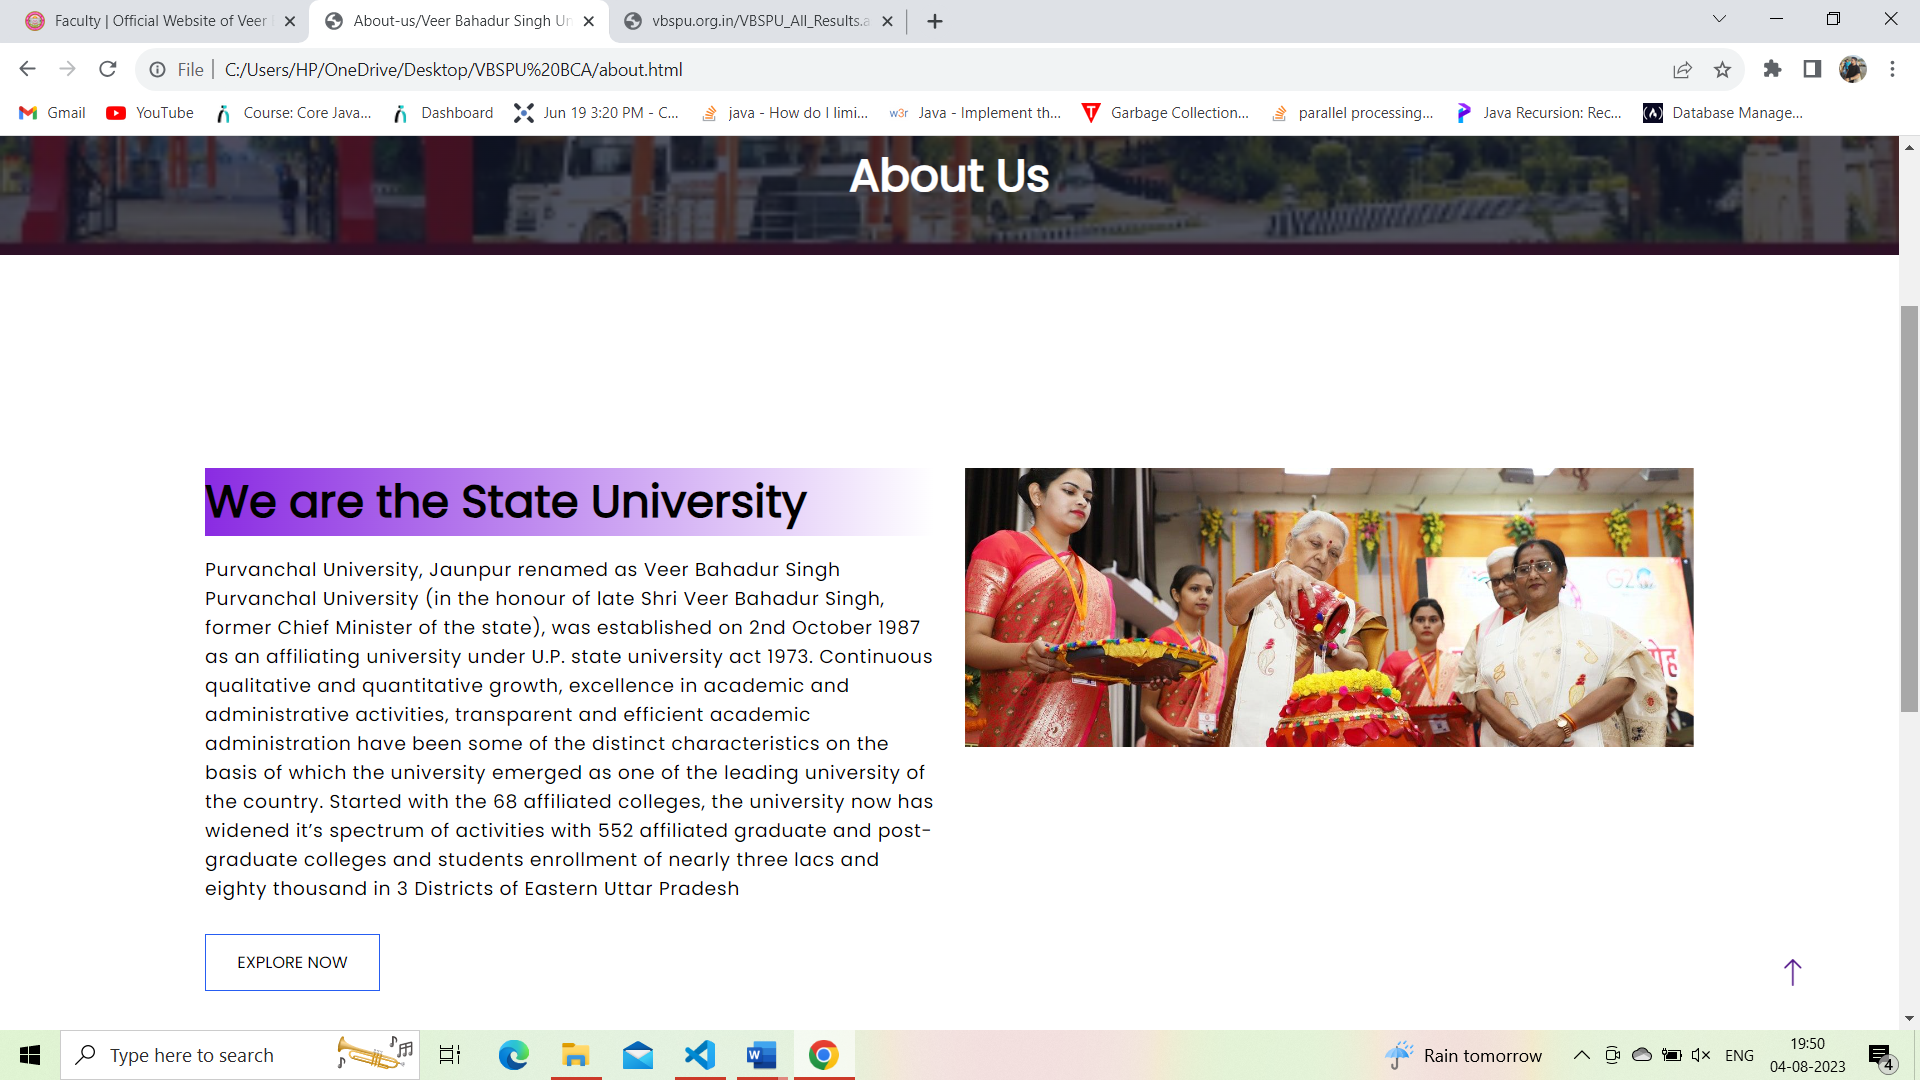 Faculty | Official Website of Veer
About-us/Veer Bahadur Singh Un
vbspu.org.in/VBSPU_All_Results.a
File
C:/Users/HP/OneDrive/Desktop/VBSPU%20BCA/about.html
Gmail
YouTube
Course: Core Java...
Dashboard
Jun 19 3:20 PM - C...
java - How do I limi...
w3r
Java - Implement th...
Garbage Collection...
parallel processing...
Java Recursion: Rec...
Database Manage...
About Us
We are the State University
Purvanchal University, Jaunpur renamed as Veer Bahadur Singh
Purvanchal University (in the honour of late Shri Veer Bahadur Singh,
former Chief Minister of the state), was established on 2nd October 1987
as an affiliating university under U.P. state university act 1973. Continuous
qualitative and quantitative growth, excellence in academic and
administrative activities, transparent and efficient academic
administration have been some of the distinct characteristics on the
basis of which the university emerged as one of the leading university of
the country. Started with the 68 affiliated colleges, the university now has
widened it’s spectrum of activities with 552 affiliated graduate and post-
graduate colleges and students enrollment of nearly three lacs and
eighty thousand in 3 Districts of Eastern Uttar Pradesh
G20
EXPLORE NOW
Type here to search
Rain tomorrow
ENG
19:50
04-08-2023
4